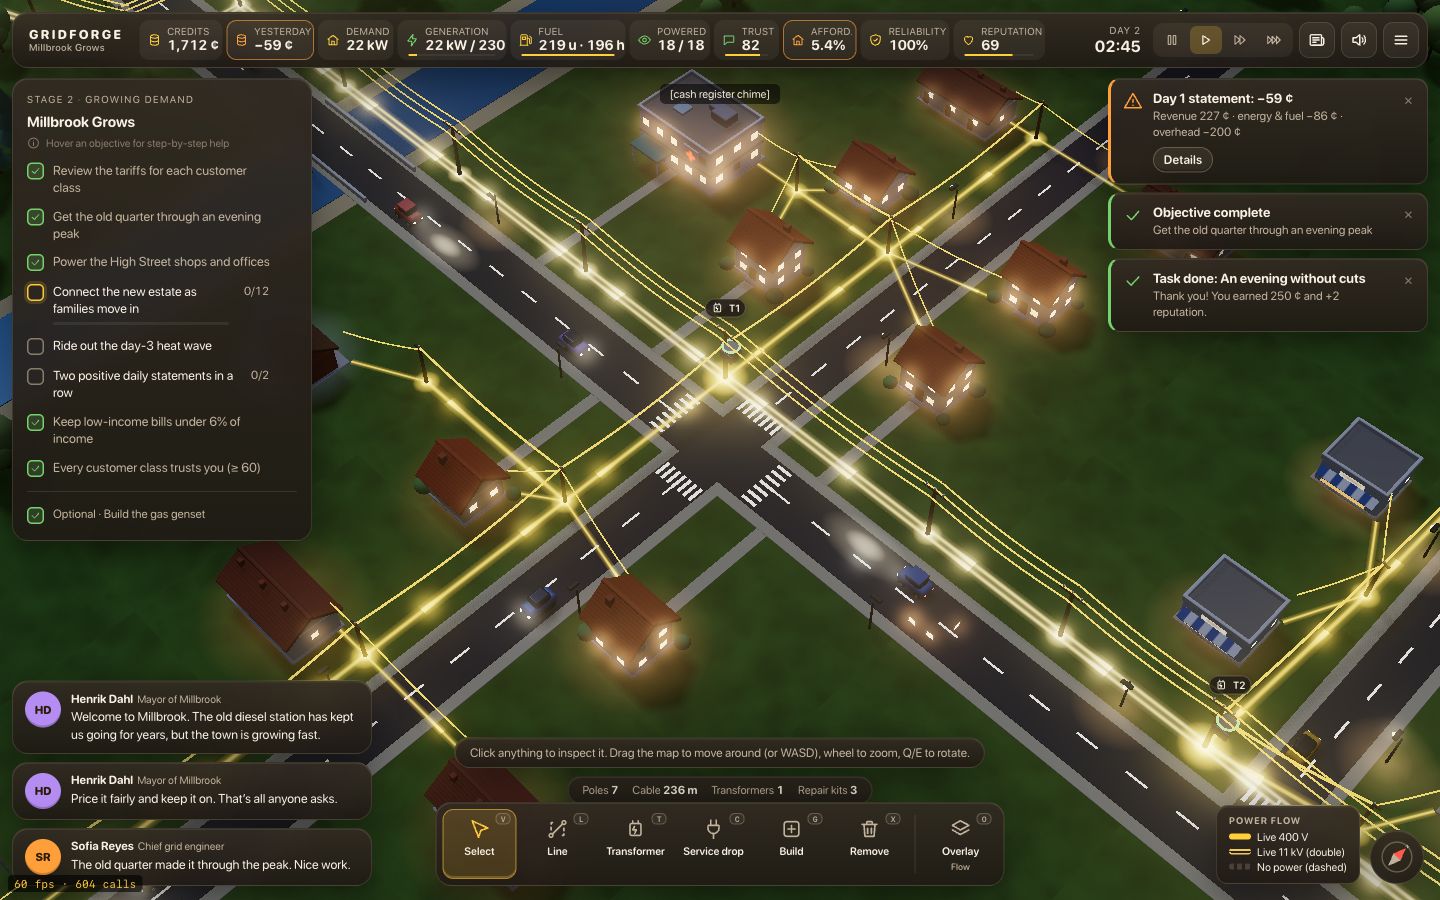 GRIDFORGE
Millbrook Grows
CREDITS
1,712 ¢
YESTERDAY
−59 ¢
DEMAND
22 kW
GENERATION
22 kW / 230
FUEL
219 u · 196 h
POWERED
18 / 18
TRUST
82
AFFORD.
5.4%
RELIABILITY
100%
REPUTATION
69
DAY 2
02:45
STAGE 2 · GROWING DEMAND
Millbrook Grows
Hover an objective for step-by-step help
Review the tariffs for each customer
class
Get the old quarter through an evening
peak
Power the High Street shops and offices
Connect the new estate as
families move in
0/12
Ride out the day-3 heat wave
Two positive daily statements in a
row
0/2
Keep low-income bills under 6% of
income
Every customer class trusts you (≥ 60)
Optional · Build the gas genset
[cash register chime]
T1
T2
Day 1 statement: −59 ¢
Revenue 227 ¢ · energy & fuel −86 ¢ ·
overhead −200 ¢
Details
Objective complete
Get the old quarter through an evening peak
Task done: An evening without cuts
Thank you! You earned 250 ¢ and +2
reputation.
HD
Henrik Dahl Mayor of Millbrook
Welcome to Millbrook. The old diesel station has kept
us going for years, but the town is growing fast.
HD
Henrik Dahl Mayor of Millbrook
Price it fairly and keep it on. That's all anyone asks.
SR
Sofia Reyes Chief grid engineer
The old quarter made it through the peak. Nice work.
60 fps · 604 calls
Click anything to inspect it. Drag the map to move around (or WASD), wheel to zoom, Q/E to rotate.
Poles 7 Cable 236 m Transformers 1 Repair kits 3
V
Select
L
Line
T
Transformer
C
Service drop
G
Build
X
Remove
O
Overlay
Flow
POWER FLOW
Live 400 V
Live 11 kV (double)
No power (dashed)